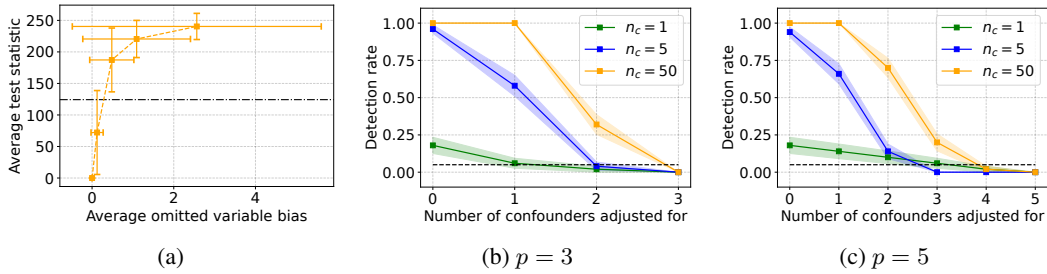 Average test statistic
250
200
150
100
50
0
0
2
4
Average omitted variable bias
(a)
Detection rate
1.00
0.75
0.50
0.25
0.00
n_c = 1
n_c = 5
n_c = 50
0
1
2
3
Number of confounders adjusted for
(b) p = 3
Detection rate
1.00
0.75
0.50
0.25
0.00
n_c = 1
n_c = 5
n_c = 50
0
1
2
3
4
5
Number of confounders adjusted for
(c) p = 5